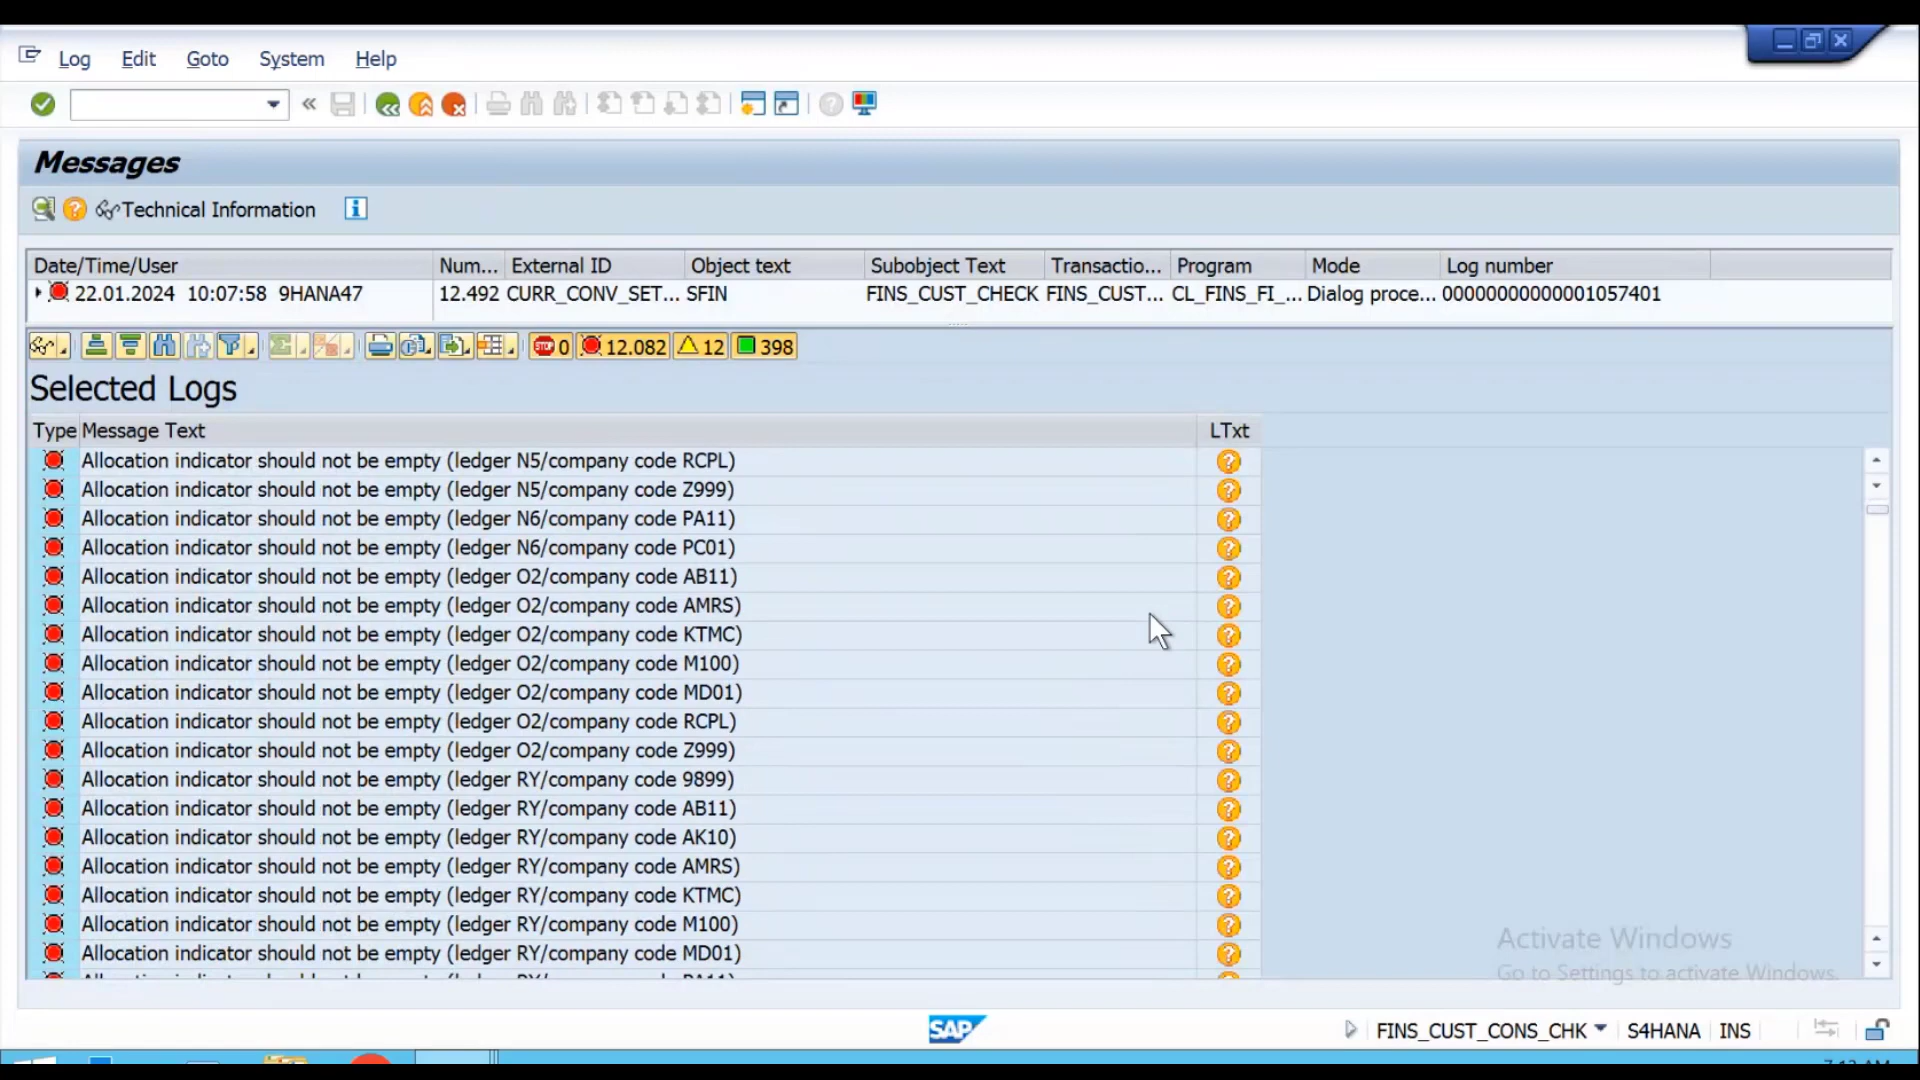 Log Edit Goto System Help
Messages
Technical Information
Date/Time/User Num... External ID Object text Subobject Text Transactio... Program Mode Log number
22.01.2024 10:07:58 9HANA47 12.492 CURR_CONV_SET... SFIN FINS_CUST_CHECK FINS_CUST... CL_FINS_FI_... Dialog proce... 00000000000001057401
STOP 0 12.082 12 398
Selected Logs
Type Message Text LTxt
Allocation indicator should not be empty (ledger N5/company code RCPL)
Allocation indicator should not be empty (ledger N5/company code Z999)
Allocation indicator should not be empty (ledger N6/company code PA11)
Allocation indicator should not be empty (ledger N6/company code PC01)
Allocation indicator should not be empty (ledger O2/company code AB11)
Allocation indicator should not be empty (ledger O2/company code AMRS)
Allocation indicator should not be empty (ledger O2/company code KTMC)
Allocation indicator should not be empty (ledger O2/company code M100)
Allocation indicator should not be empty (ledger O2/company code MD01)
Allocation indicator should not be empty (ledger O2/company code RCPL)
Allocation indicator should not be empty (ledger O2/company code Z999)
Allocation indicator should not be empty (ledger RY/company code 9899)
Allocation indicator should not be empty (ledger RY/company code AB11)
Allocation indicator should not be empty (ledger RY/company code AK10)
Allocation indicator should not be empty (ledger RY/company code AMRS)
Allocation indicator should not be empty (ledger RY/company code KTMC)
Allocation indicator should not be empty (ledger RY/company code M100)
Allocation indicator should not be empty (ledger RY/company code MD01)
Activate Windows
Go to Settings to activate Windows.
SAP FINS_CUST_CONS_CHK S4HANA INS